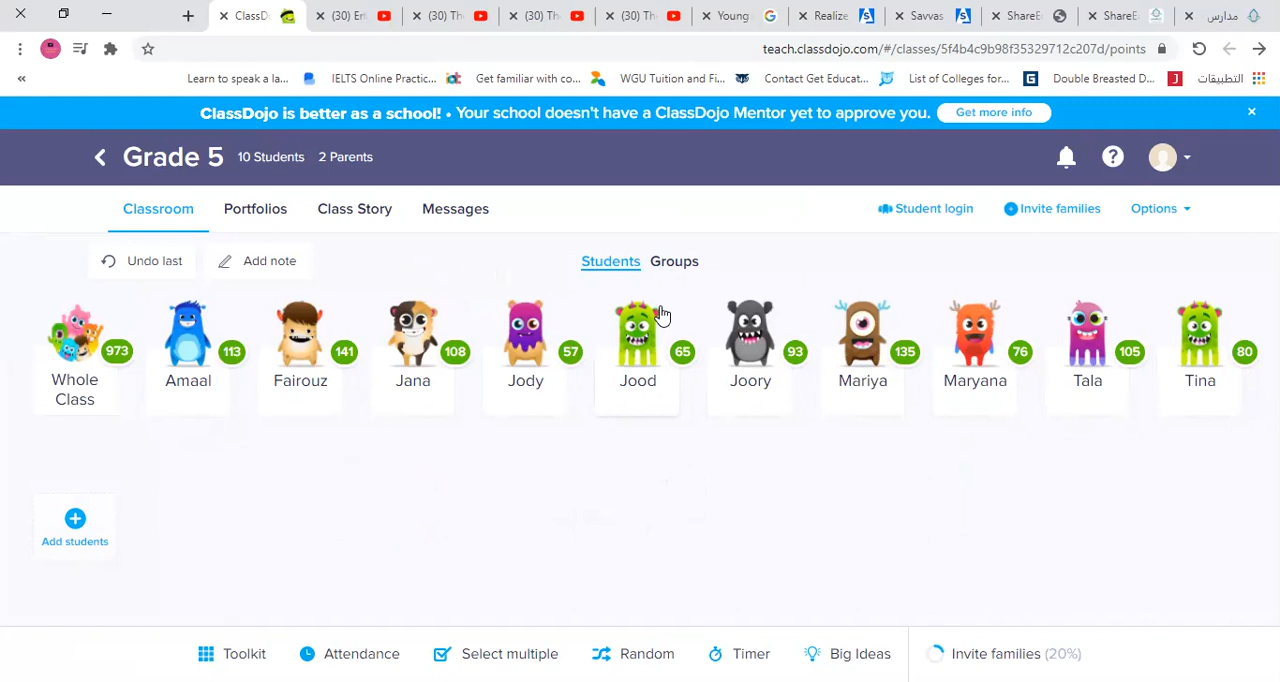 ClassDo
(30) En
(30) Th
(30) Th
(30) Th
Young
Realize
Savvas
ShareE
ShareE
مدارس
teach.classdojo.com/#/classes/5f4b4c9b98f35329712c207d/points
Learn to speak a la...
IELTS Online Practic...
Get familiar with co...
WGU Tuition and Fi...
Contact Get Educat...
List of Colleges for...
Double Breasted D...
التطبيقات
ClassDojo is better as a school! • Your school doesn't have a ClassDojo Mentor yet to approve you. Get more info
Grade 5 10 Students 2 Parents
Classroom Portfolios Class Story Messages Student login Invite families Options
Undo last Add note Students Groups
973 113 141 108 57 65 93 135 76 105 80
Whole Class Amaal Fairouz Jana Jody Jood Joory Mariya Maryana Tala Tina
Add students
Toolkit Attendance Select multiple Random Timer Big Ideas Invite families (20%)